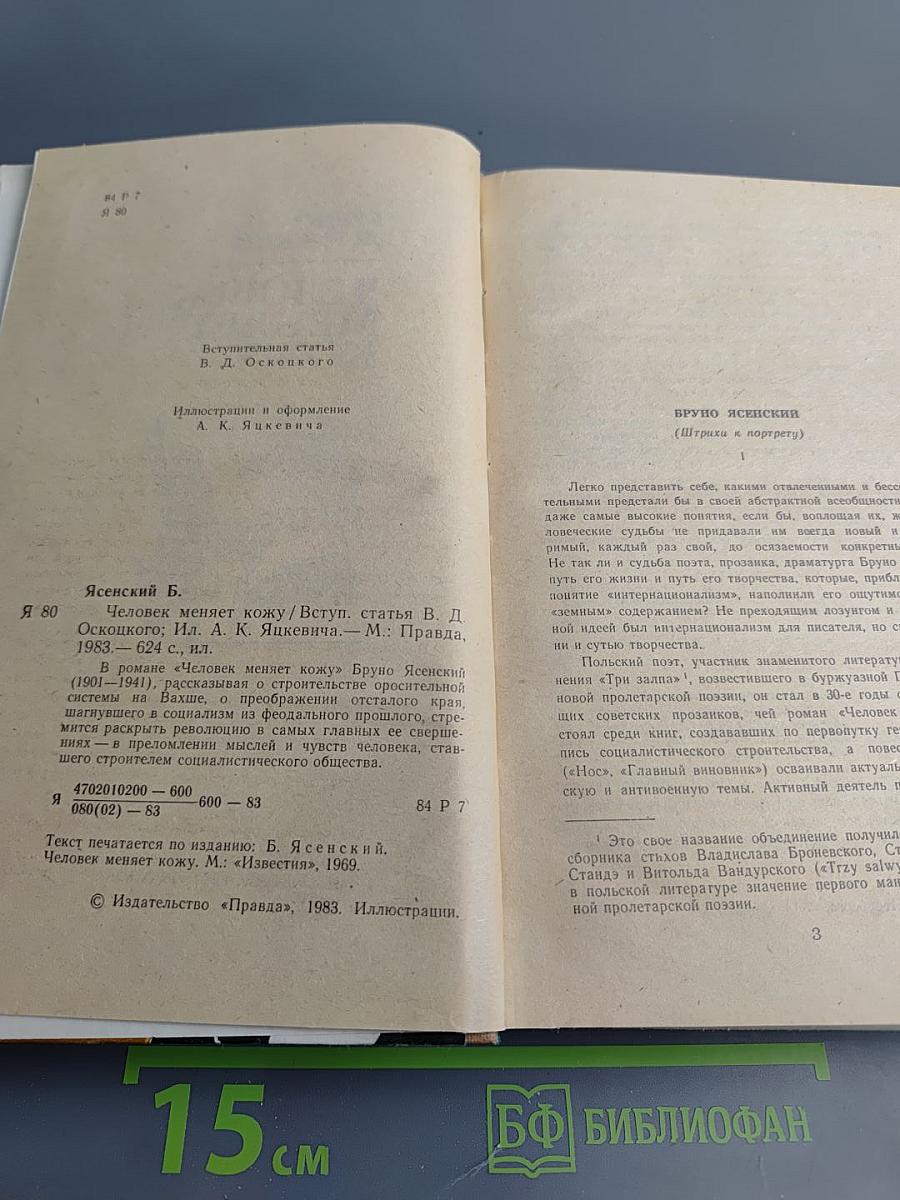 84 Р 7
Я 80
Вступительная статья
В. Д. Оскоцкого
Иллюстрации и оформление
А. К. Яцкевича
Ясенский Б.
Я 80 Человек меняет кожу / Вступ. статья В. Д.
Оскоцкого; Ил. А. К. Яцкевича.— М.: Правда,
1983.— 624 с., ил.
В романе «Человек меняет кожу» Бруно Ясенский
(1901—1941), рассказывая о строительстве оросительной
системы на Вахше, о преображении отсталого края,
шагнувшего в социализм из феодального прошлого, стре-
мится раскрыть революцию в самых главных ее сверше-
ниях — в преломлении мыслей и чувств человека, став-
шего строителем социалистического общества.
Я 4702010200 — 600
080(02) — 83
600 — 83
84 Р 7
Текст печатается по изданию: Б. Ясенский.
Человек меняет кожу. М.: «Известия», 1969.
© Издательство «Правда», 1983. Иллюстрации.
БРУНО ЯСЕНСКИЙ
(Штрихи к портрету)
1
Легко представить себе, какими отвлеченными и бессо
тельными предстали бы в своей абстрактной всеобщности
даже самые высокие понятия, если бы, воплощая их, ж
ловеческие судьбы не придавали им всегда новый и
римый, каждый раз свой, до осязаемости конкретны
Не так ли и судьба поэта, прозаика, драматурга Бруно
путь его жизни и путь его творчества, которые, прибл
понятие «интернационализм», наполнили его ощутимо
«земным» содержанием? Не преходящим лозунгом и
ной идеей был интернационализм для писателя, но с
ни и сутью творчества.
Польский поэт, участник знаменитого литерату
нения «Три залпа» ¹, возвестившего в буржуазной П
новой пролетарской поэзии, он стал в 30-е годы о
щих советских прозаиков, чей роман «Человек
стоял среди книг, создававших по первопутку ге
пись социалистического строительства, а повес
(«Нос», «Главный виновник») осваивали актуаль
скую и антивоенную темы. Активный деятель п
¹ Это свое название объединение получил
сборника стихов Владислава Броневского, Ст
Стандэ и Витольда Вандурского («Trzy salwy
в польской литературе значение первого ман
ной пролетарской поэзии.
3
15 см
БФ БИБЛИОФАН